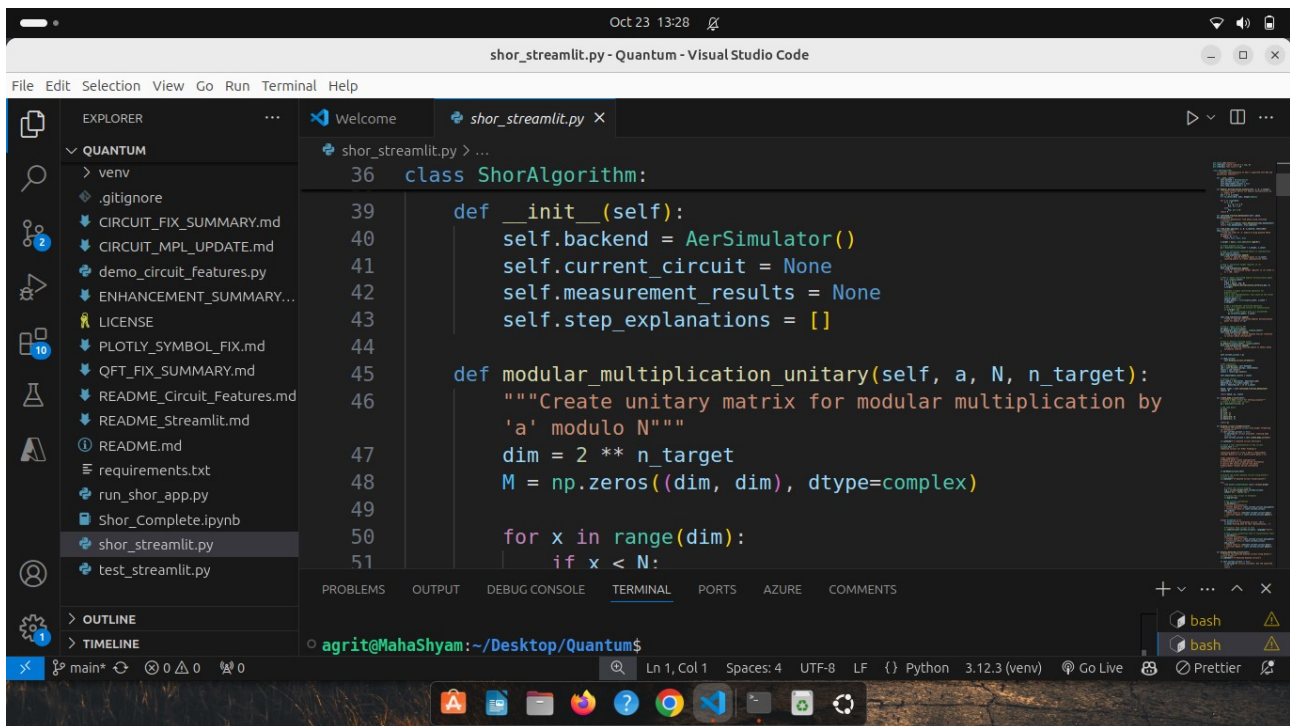 Oct 23 13:28
shor_streamlit.py - Quantum - Visual Studio Code
File Edit Selection View Go Run Terminal Help
EXPLORER
QUANTUM
venv
.gitignore
CIRCUIT_FIX_SUMMARY.md
CIRCUIT_MPL_UPDATE.md
demo_circuit_features.py
ENHANCEMENT_SUMMARY...
LICENSE
PLOTLY_SYMBOL_FIX.md
QFT_FIX_SUMMARY.md
README_Circuit_Features.md
README_Streamlit.md
README.md
requirements.txt
run_shor_app.py
Shor_Complete.ipynb
shor_streamlit.py
test_streamlit.py
OUTLINE
TIMELINE
2
10
1
Welcome shor_streamlit.py
shor_streamlit.py > ...
36 class ShorAlgorithm:
39 def __init__(self):
40 self.backend = AerSimulator()
41 self.current_circuit = None
42 self.measurement_results = None
43 self.step_explanations = []
44
45 def modular_multiplication_unitary(self, a, N, n_target):
46 """Create unitary matrix for modular multiplication by
'a' modulo N"""
47 dim = 2 ** n_target
48 M = np.zeros((dim, dim), dtype=complex)
49
50 for x in range(dim):
51 if x < N:
PROBLEMS OUTPUT DEBUG CONSOLE TERMINAL PORTS AZURE COMMENTS
agrit@MahaShyam:~/Desktop/Quantum$
bash
bash
main* 0 0 0 Ln 1, Col 1 Spaces: 4 UTF-8 LF {} Python 3.12.3 (venv) Go Live Prettier